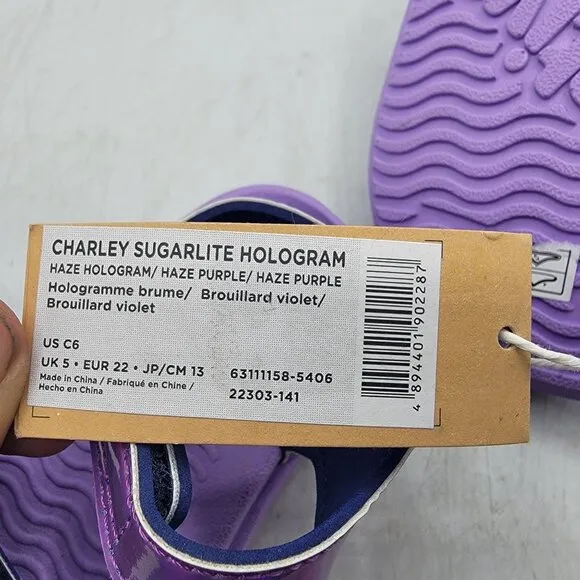 CHARLEY SUGARLITE HOLOGRAM
HAZE HOLOGRAM/ HAZE PURPLE/ HAZE PURPLE
Hologramme brume/ Brouillard violet/
Brouillard violet
US C6
UK 5 • EUR 22 • JP/CM 13
Made in China / Fabriqué en Chine /
Hecho en China
63111158-5406
22303-141
4 894401 902287